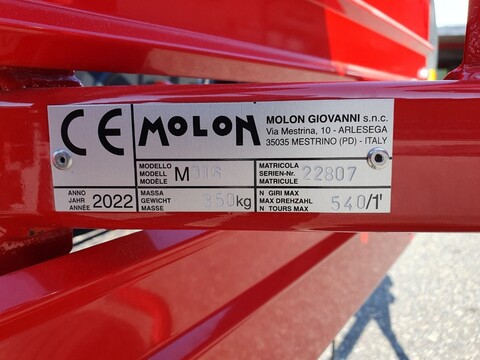 CE
MOLON
MOLON GIOVANNI s.n.c.
Via Mestrina, 10 - ARLESEGA
35035 MESTRINO (PD) - ITALY
MODELLO
MODELL
MODÈLE
M
MATRICOLA
SERIEN-Nr.
MATRICULE
22807
ANNO
JAHR
ANNÉE
2022
MASSA
GEWICHT
MASSE
350kg
N GIRI MAX
MAX DREHZAHL
N TOURS MAX
540/1'